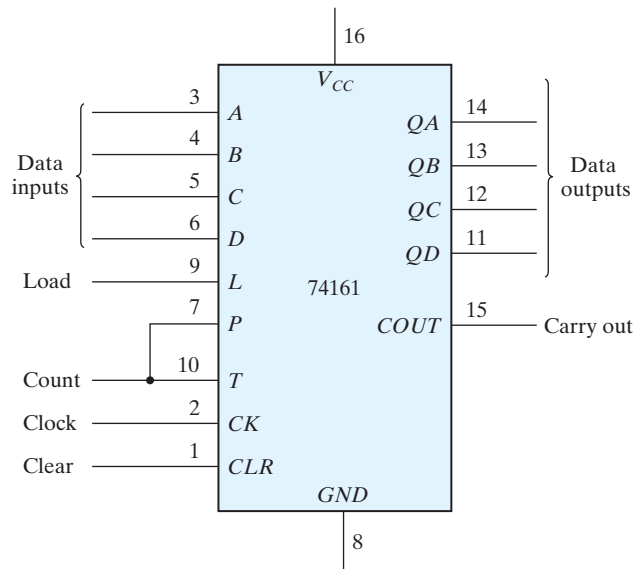 16
V_CC
3 A
4 B
5 C
6 D
Data inputs
9 L
Load
7 P
10 T
Count
2 CK
Clock
1 CLR
Clear
74161
QA 14
QB 13
QC 12
QD 11
Data outputs
COUT 15 Carry out
GND
8